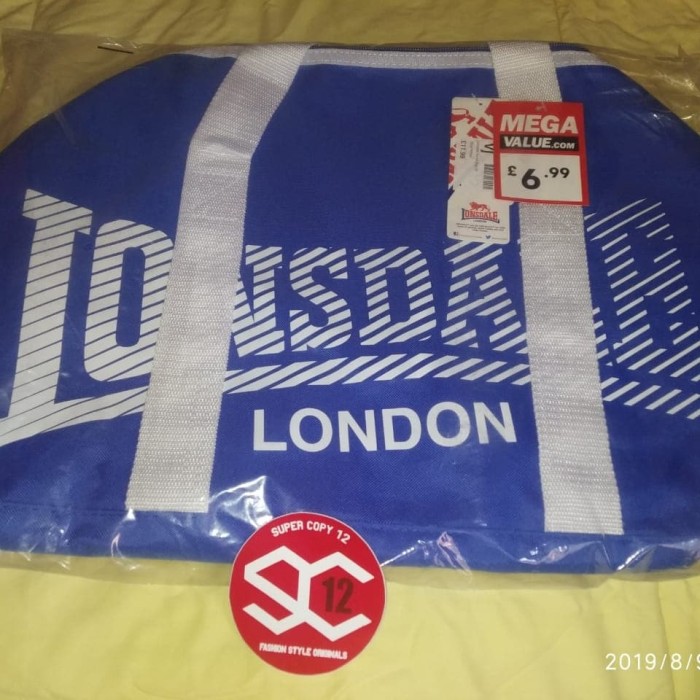 LONSDALE
LONDON
MEGA
VALUE.COM
£6.99
LONSDALE
LONDON
SUPER COPY 12
SC
12
FASHION STYLE ORIGINALS
2019/8/9